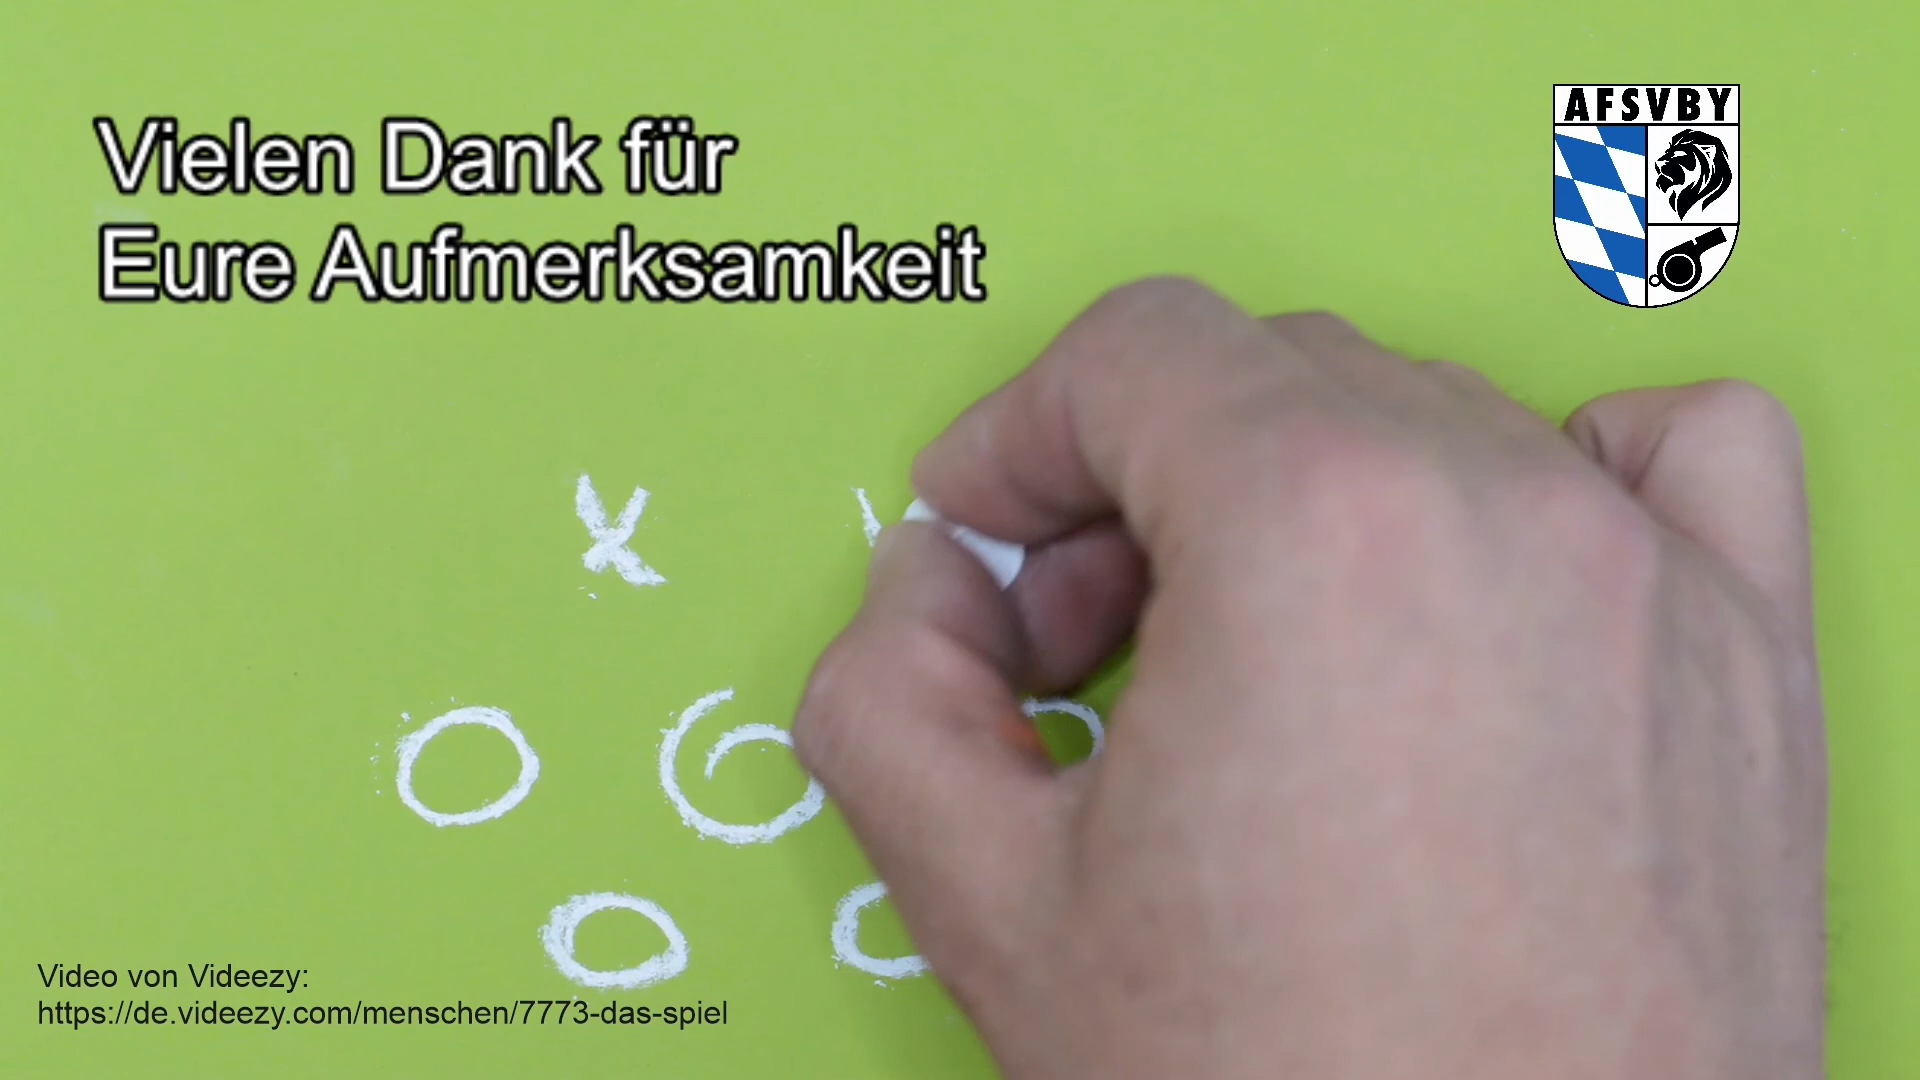 Vielen Dank für
Eure Aufmerksamkeit
AFSVBY
Video von Videezy:
https://de.videezy.com/menschen/7773-das-spiel